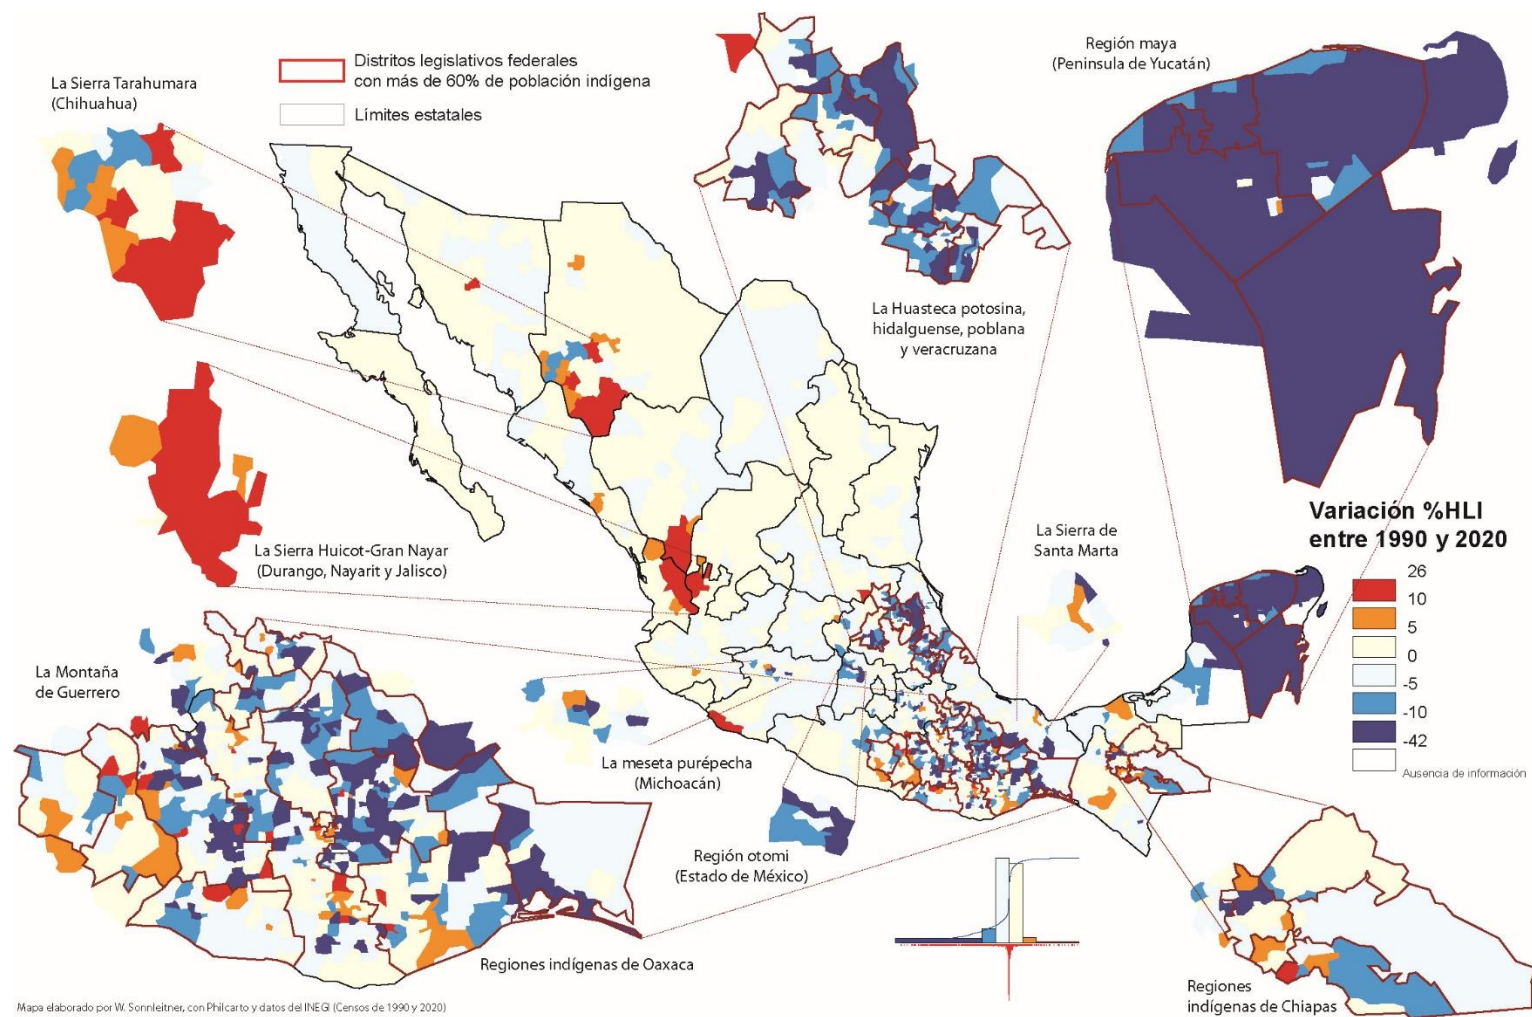 La Sierra Tarahumara
(Chihuahua)
Distritos legislativos federales
con más de 60% de población indígena
Límites estatales
Región maya
(Peninsula de Yucatán)
La Huasteca potosina,
hidalguense, poblana
y veracruzana
La Sierra Huicot-Gran Nayar
(Durango, Nayarit y Jalisco)
La Sierra de
Santa Marta
Variación %HLI
entre 1990 y 2020
26
10
5
0
-5
-10
-42
Ausencia de información
La Montaña
de Guerrero
La meseta purépecha
(Michoacán)
Región otomi
(Estado de México)
Regiones indígenas de Oaxaca
Regiones
indígenas de Chiapas
Mapa elaborado por W. Sonnleitner, con Philcarto y datos del INEGI (Censos de 1990 y 2020)